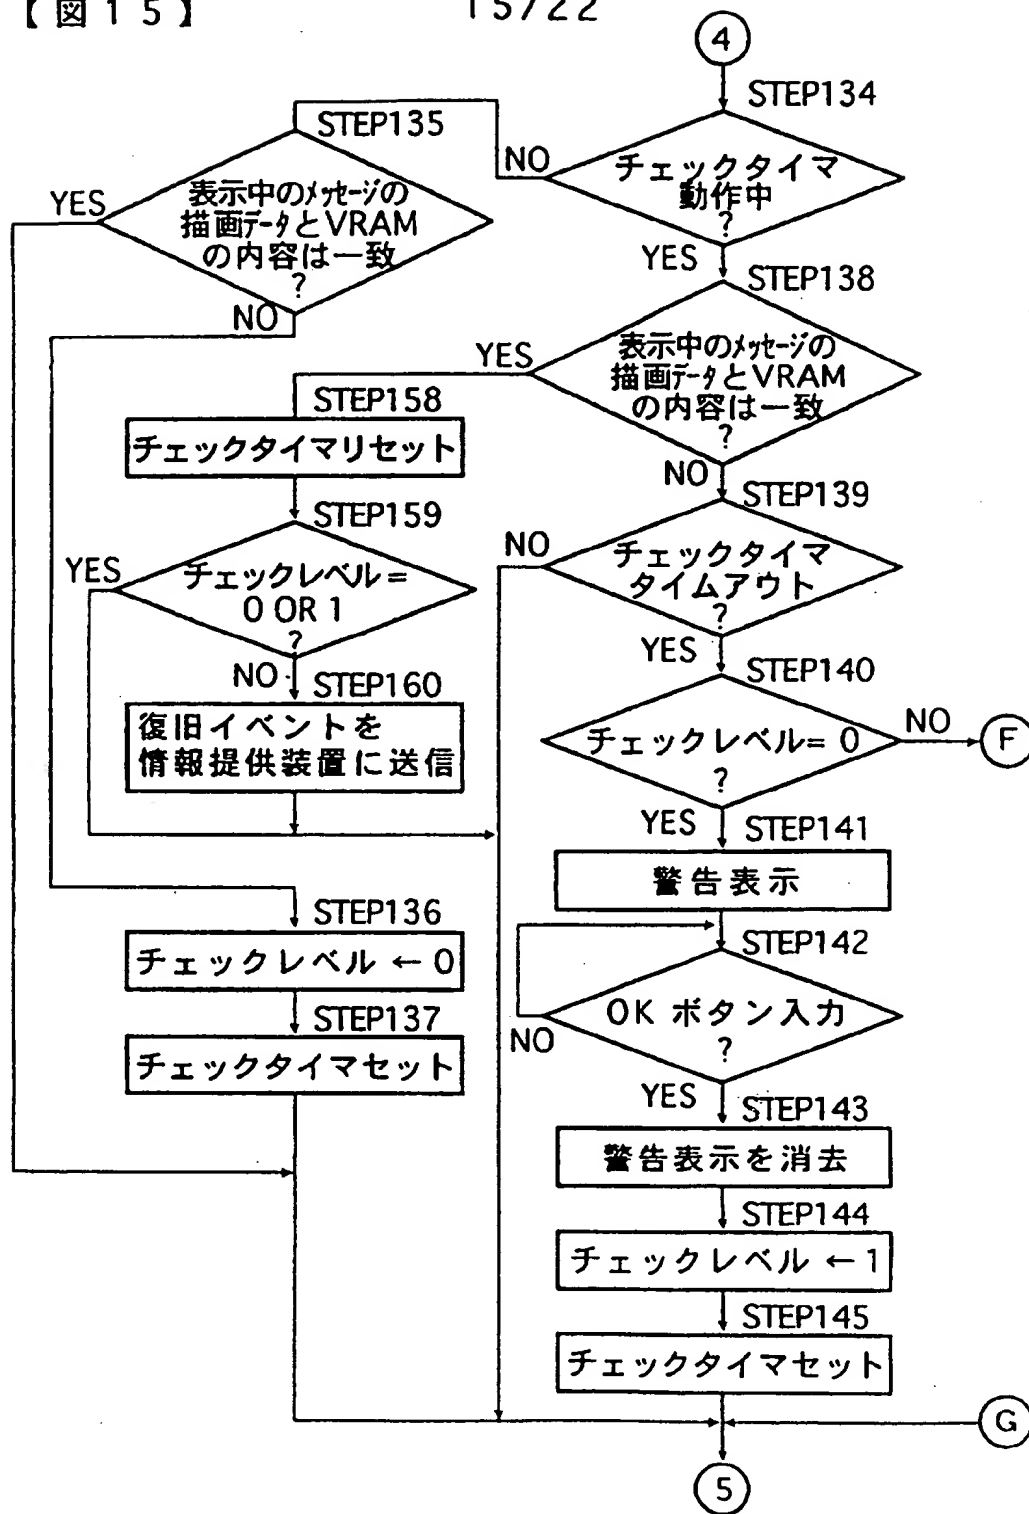 【図15】
15/22
4
STEP134
チェックタイマ
動作中
?
NO
YES
STEP135
表示中のメッセージの
描画データとVRAM
の内容は一致
?
YES
NO
STEP138
表示中のメッセージの
描画データとVRAM
の内容は一致
?
YES
NO
STEP158
チェックタイマリセット
STEP159
チェックレベル=
0 OR 1
?
YES
NO
STEP160
復旧イベントを
情報提供装置に送信
STEP139
チェックタイマ
タイムアウト
?
NO
YES
STEP140
チェックレベル= 0
?
NO
F
YES
STEP141
警告表示
STEP142
OK ボタン入力
?
NO
YES
STEP136
チェックレベル ← 0
STEP137
チェックタイマセット
STEP143
警告表示を消去
STEP144
チェックレベル ← 1
STEP145
チェックタイマセット
G
5